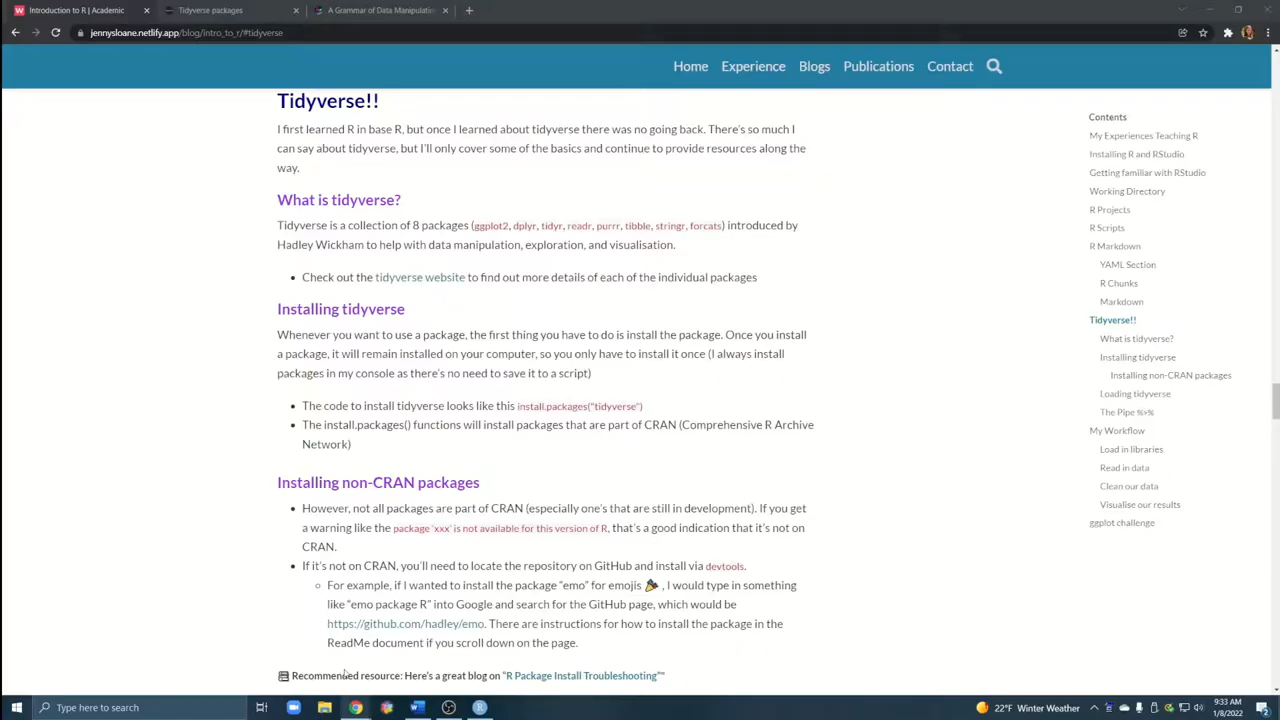 Introduction to R | Academic
Tidyverse packages
A Grammar of Data Manipulation
jennysloane.netlify.app/blog/intro_to_r/#tidyverse
Home
Experience
Blogs
Publications
Contact
Tidyverse!!
I first learned R in base R, but once I learned about tidyverse there was no going back. There's so much I
can say about tidyverse, but I'll only cover some of the basics and continue to provide resources along the
way.
What is tidyverse?
Tidyverse is a collection of 8 packages (ggplot2, dplyr, tidyr, readr, purrr, tibble, stringr, forcats) introduced by
Hadley Wickham to help with data manipulation, exploration, and visualisation.
• Check out the tidyverse website to find out more details of each of the individual packages
Installing tidyverse
Whenever you want to use a package, the first thing you have to do is install the package. Once you install
a package, it will remain installed on your computer, so you only have to install it once (I always install
packages in my console as there's no need to save it to a script)
• The code to install tidyverse looks like this install.packages("tidyverse")
• The install.packages() functions will install packages that are part of CRAN (Comprehensive R Archive
Network)
Installing non-CRAN packages
• However, not all packages are part of CRAN (especially one's that are still in development). If you get
a warning like the package 'xxx' is not available for this version of R, that's a good indication that it's not on
CRAN.
• If it's not on CRAN, you'll need to locate the repository on GitHub and install via devtools.
◦ For example, if I wanted to install the package "emo" for emojis 🎉 , I would type in something
like "emo package R" into Google and search for the GitHub page, which would be
https://github.com/hadley/emo. There are instructions for how to install the package in the
ReadMe document if you scroll down on the page.
Recommended resource: Here's a great blog on "R Package Install Troubleshooting""
Contents
My Experiences Teaching R
Installing R and RStudio
Getting familiar with RStudio
Working Directory
R Projects
R Scripts
R Markdown
YAML Section
R Chunks
Markdown
Tidyverse!!
What is tidyverse?
Installing tidyverse
Installing non-CRAN packages
Loading tidyverse
The Pipe %>%
My Workflow
Load in libraries
Read in data
Clean our data
Visualise our results
ggplot challenge
Type here to search
22°F Winter Weather
9:33 AM
1/8/2022